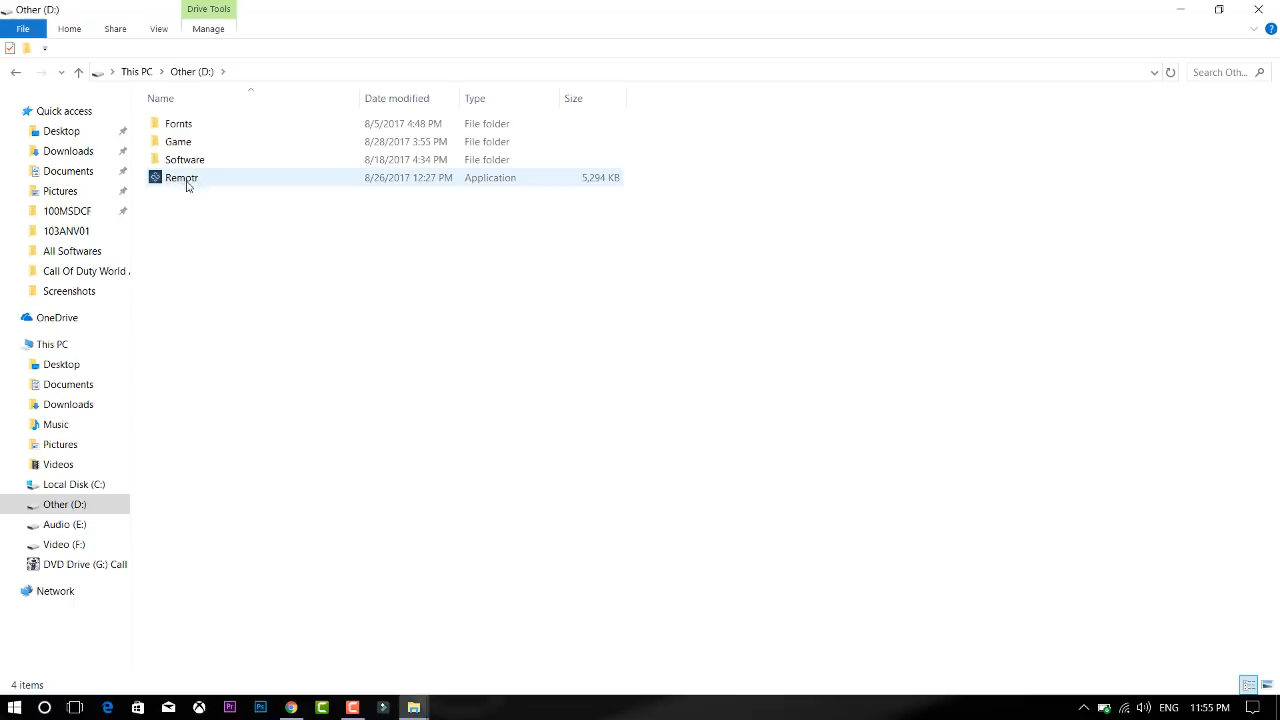 Other (D:)
Drive Tools
File
Home
Share
View
Manage
This PC
Other (D:)
Search Oth...
Name
Date modified
Type
Size
Fornts
8/5/2017 4:48 PM
File folder
Game
8/28/2017 3:55 PM
File folder
Software
8/18/2017 4:34 PM
File folder
Remotr
8/26/2017 12:27 PM
Application
5,294 KB
Quick access
Desktop
Downloads
Documents
Pictures
100MSDCF
103ANV01
All Softwares
Call Of Duty World
Screenshots
OneDrive
This PC
Desktop
Documents
Downloads
Music
Pictures
Videos
Local Disk (C:)
Other (D:)
Audio (E:)
Video (F:)
DVD Drive (G:) Call
Network
4 items
Pr
Ps
ENG
11:55 PM